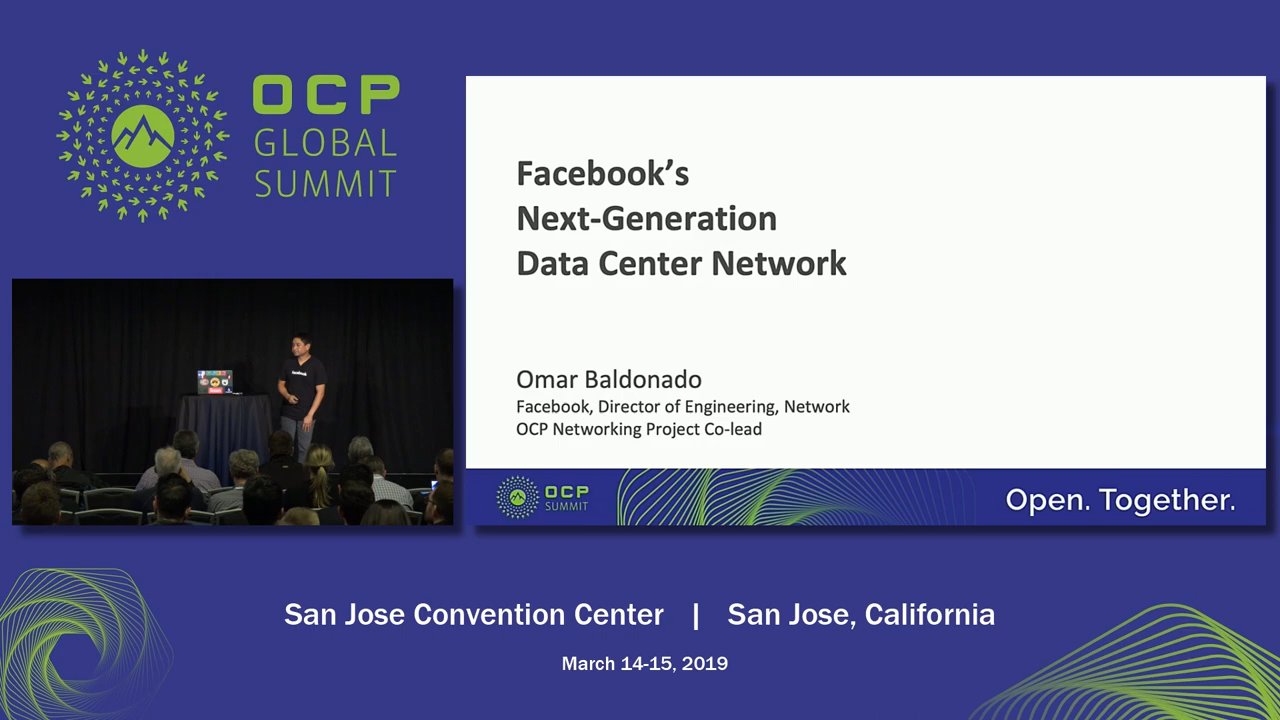 OCP
GLOBAL
SUMMIT
Facebook’s
Next-Generation
Data Center Network
Omar Baldonado
Facebook, Director of Engineering, Network
OCP Networking Project Co-lead
OCP
SUMMIT
Open. Together.
facebook
San Jose Convention Center | San Jose, California
March 14-15, 2019